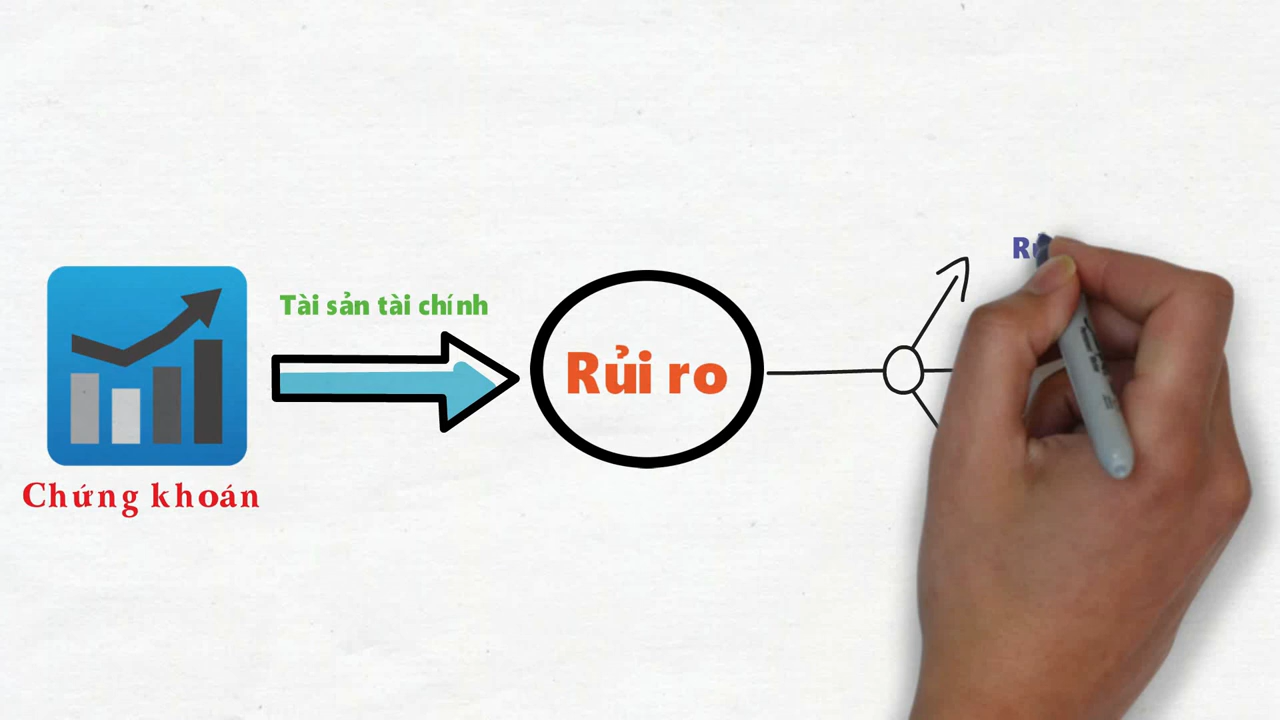 Tài sản tài chính
Rủi ro
Chứng khoán